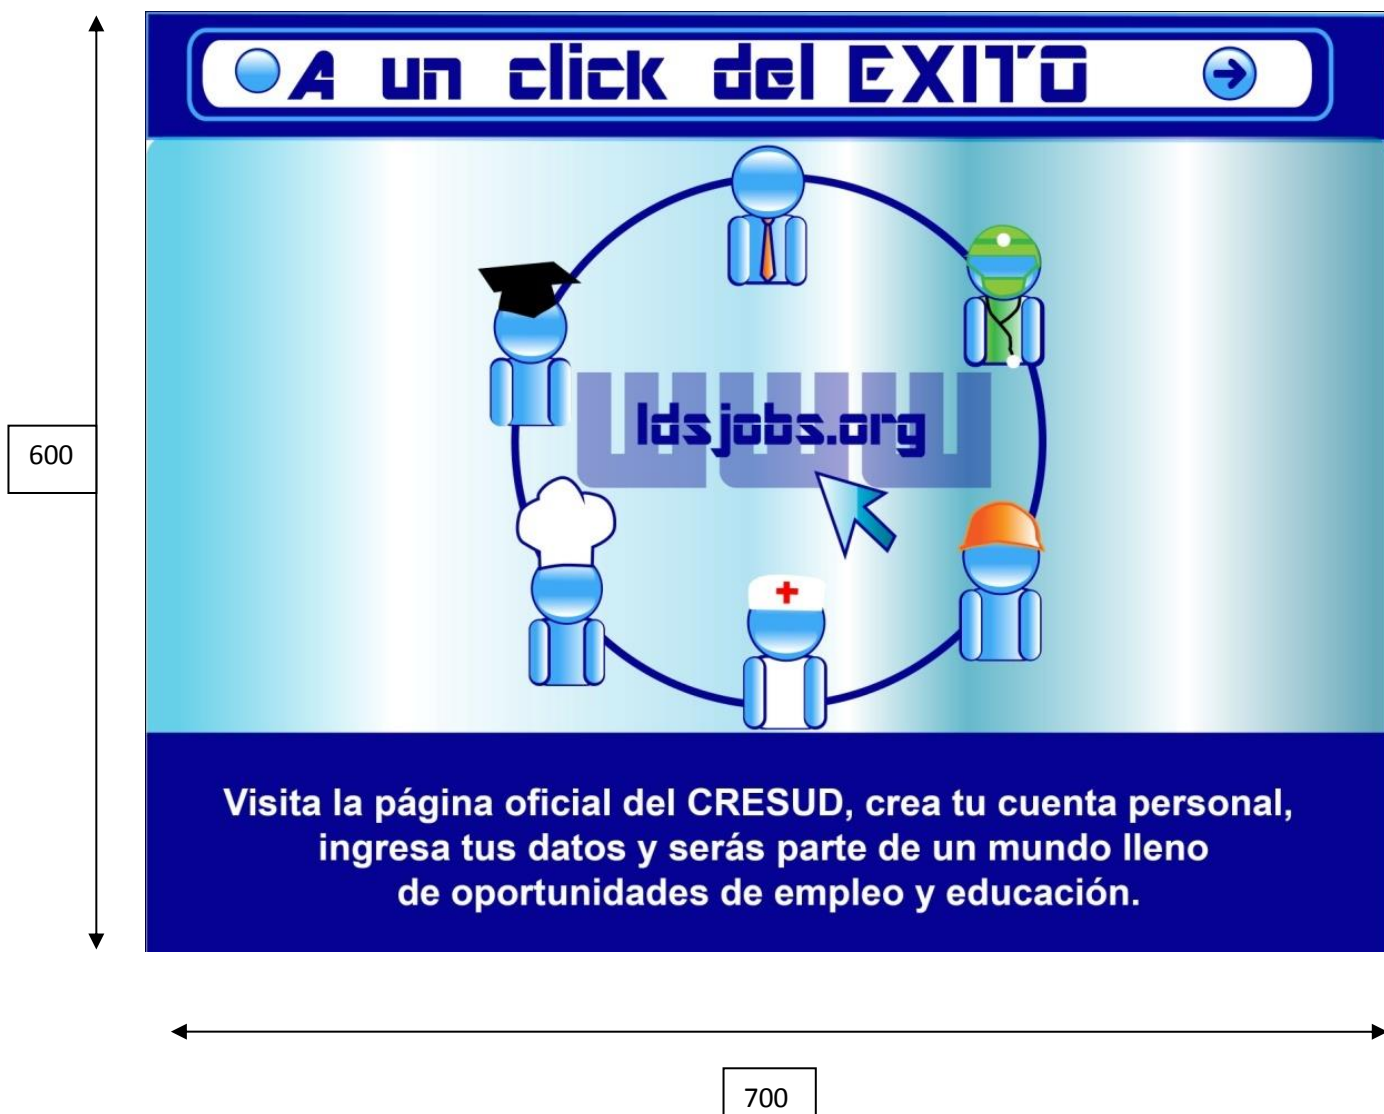 A un click del EXITO
www
ldsjobs.org
600
Visita la página oficial del CRESUD, crea tu cuenta personal,
ingresa tus datos y serás parte de un mundo lleno
de oportunidades de empleo y educación.
700